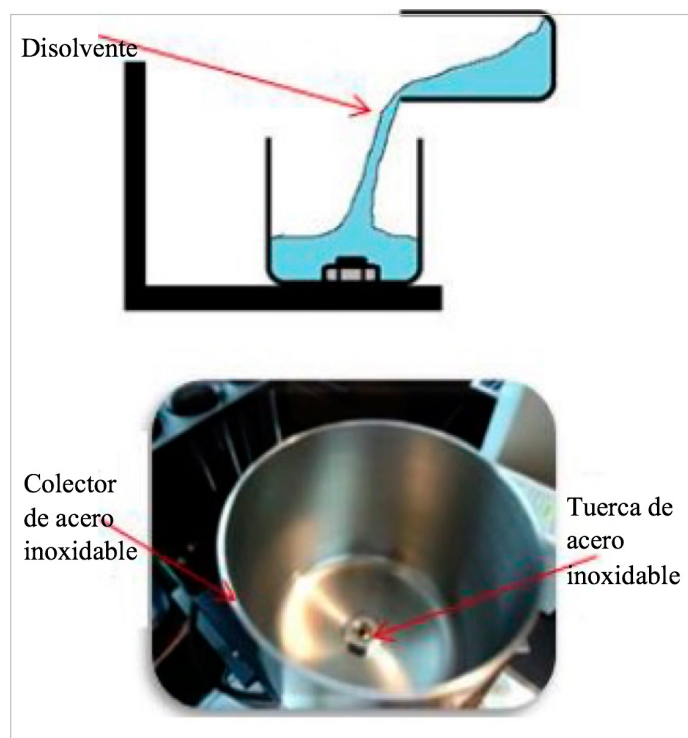 Disolvente
Colector
de acero
inoxidable
Tuerca de
acero
inoxidable